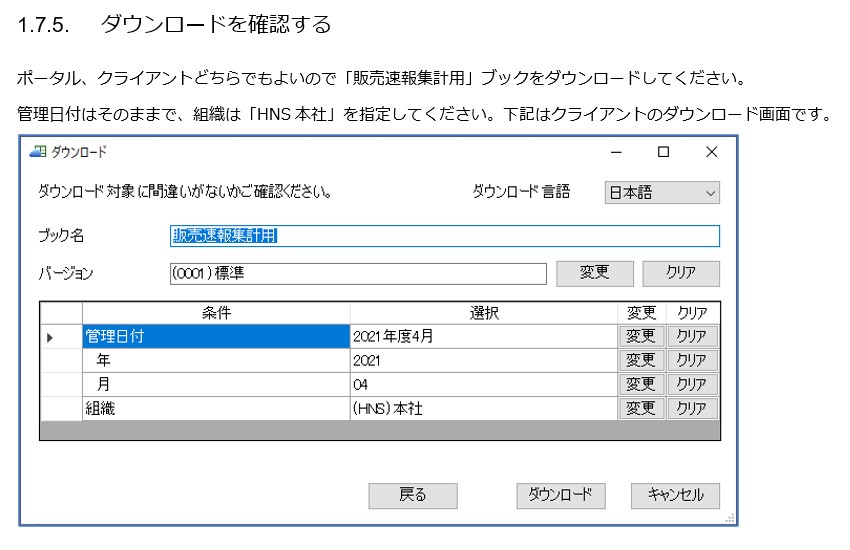 1.7.5. ダウンロードを確認する
ポータル、クライアントどちらでもよいので「販売速報集計用」ブックをダウンロードしてください。
管理日付はそのままで、組織は「HNS 本社」を指定してください。下記はクライアントのダウンロード画面です。
ダウンロード
ダウンロード対象に間違いがないかご確認ください。 ダウンロード言語 日本語
ブック名 販売速報集計用
バージョン (0001)標準 変更 クリア
条件 選択 変更 クリア
管理日付 2021年度4月 変更 クリア
年 2021 変更 クリア
月 04 変更 クリア
組織 (HNS)本社 変更 クリア
戻る ダウンロード キャンセル